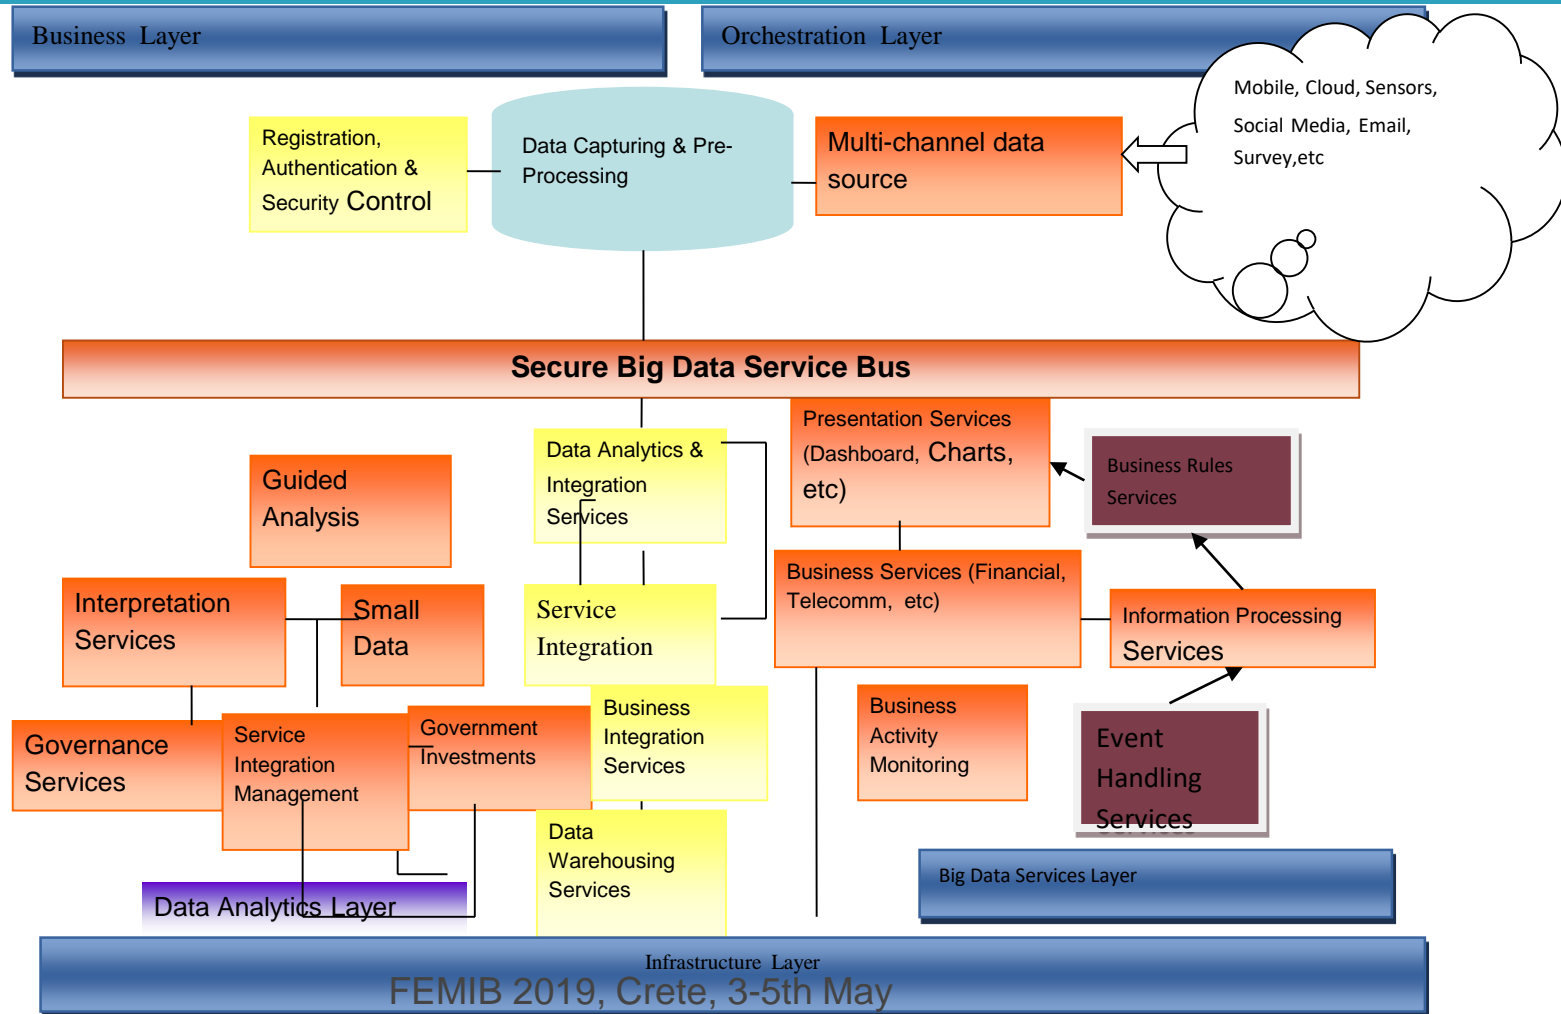 Business Layer
Orchestration Layer
Mobile, Cloud, Sensors,
Social Media, Email,
Survey,etc
Registration,
Authentication &
Security Control
Data Capturing & Pre-
Processing
Multi-channel data
source
Secure Big Data Service Bus
Data Analytics &
Integration
Services
Presentation Services
(Dashboard, Charts,
etc)
Business Rules
Services
Guided
Analysis
Interpretation
Services
Small
Data
Service
Integration
Business Services (Financial,
Telecomm, etc)
Information Processing
Services
Governance
Services
Service
Integration
Management
Government
Investments
Business
Integration
Services
Business
Activity
Monitoring
Event
Handling
Services
Data
Warehousing
Services
Big Data Services Layer
Data Analytics Layer
Infrastructure Layer
FEMIB 2019, Crete, 3-5th May